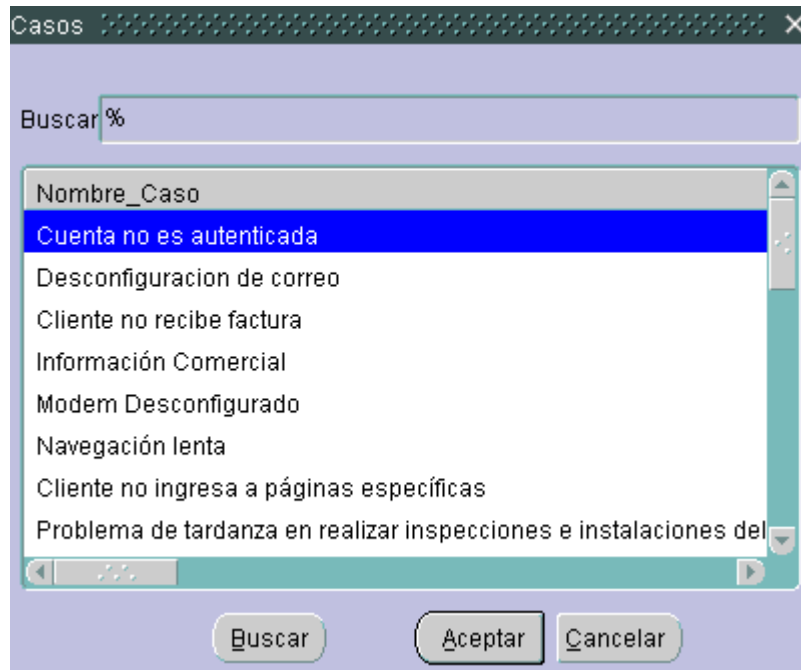 Casos
Buscar %
Nombre_Caso
Cuenta no es autenticada
Desconfiguracion de correo
Cliente no recibe factura
Información Comercial
Modem Desconfigurado
Navegación lenta
Cliente no ingresa a páginas específicas
Problema de tardanza en realizar inspecciones e instalaciones del
Buscar Aceptar Cancelar